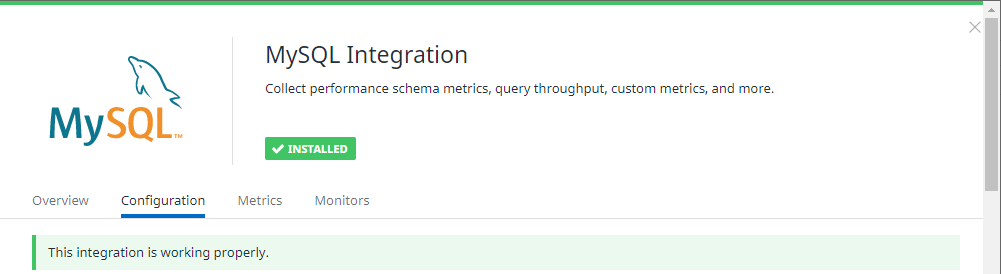 MySQL Integration
Collect performance schema metrics, query throughput, custom metrics, and more.
MySQL™
INSTALLED
Overview Configuration Metrics Monitors
This integration is working properly.